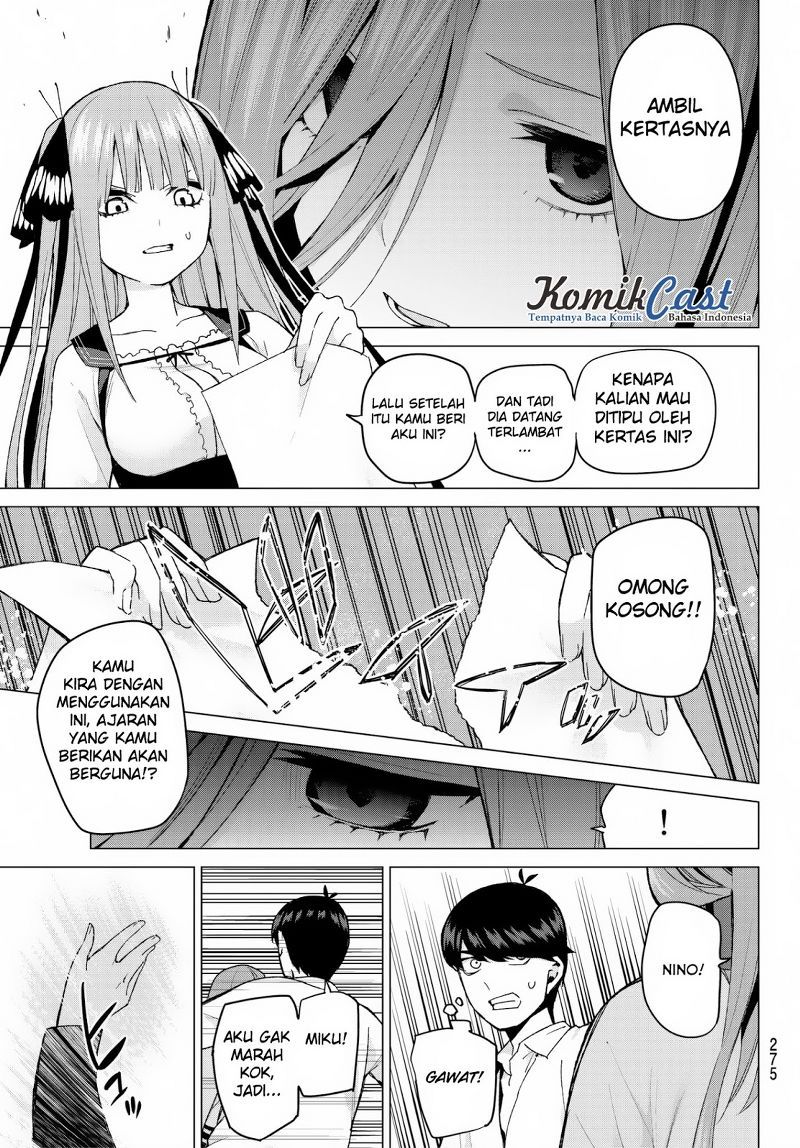 AMBIL
KERTASNYA
KomikCast
Tempatnya Baca Komik Bahasa Indonesia
KENAPA
KALIAN MAU
DITIPU OLEH
KERTAS INI?
DAN TADI
DIA DATANG
TERLAMBAT
...
LALU SETELAH
ITU KAMU BERI
AKU INI?
OMONG
KOSONG!!
KAMU
KIRA DENGAN
MENGGUNAKAN
INI, AJARAN
YANG KAMU
BERIKAN AKAN
BERGUNA!?
!
NINO!
GAWAT!
MIKU!
AKU GAK
MARAH
KOK,
JADI...
275